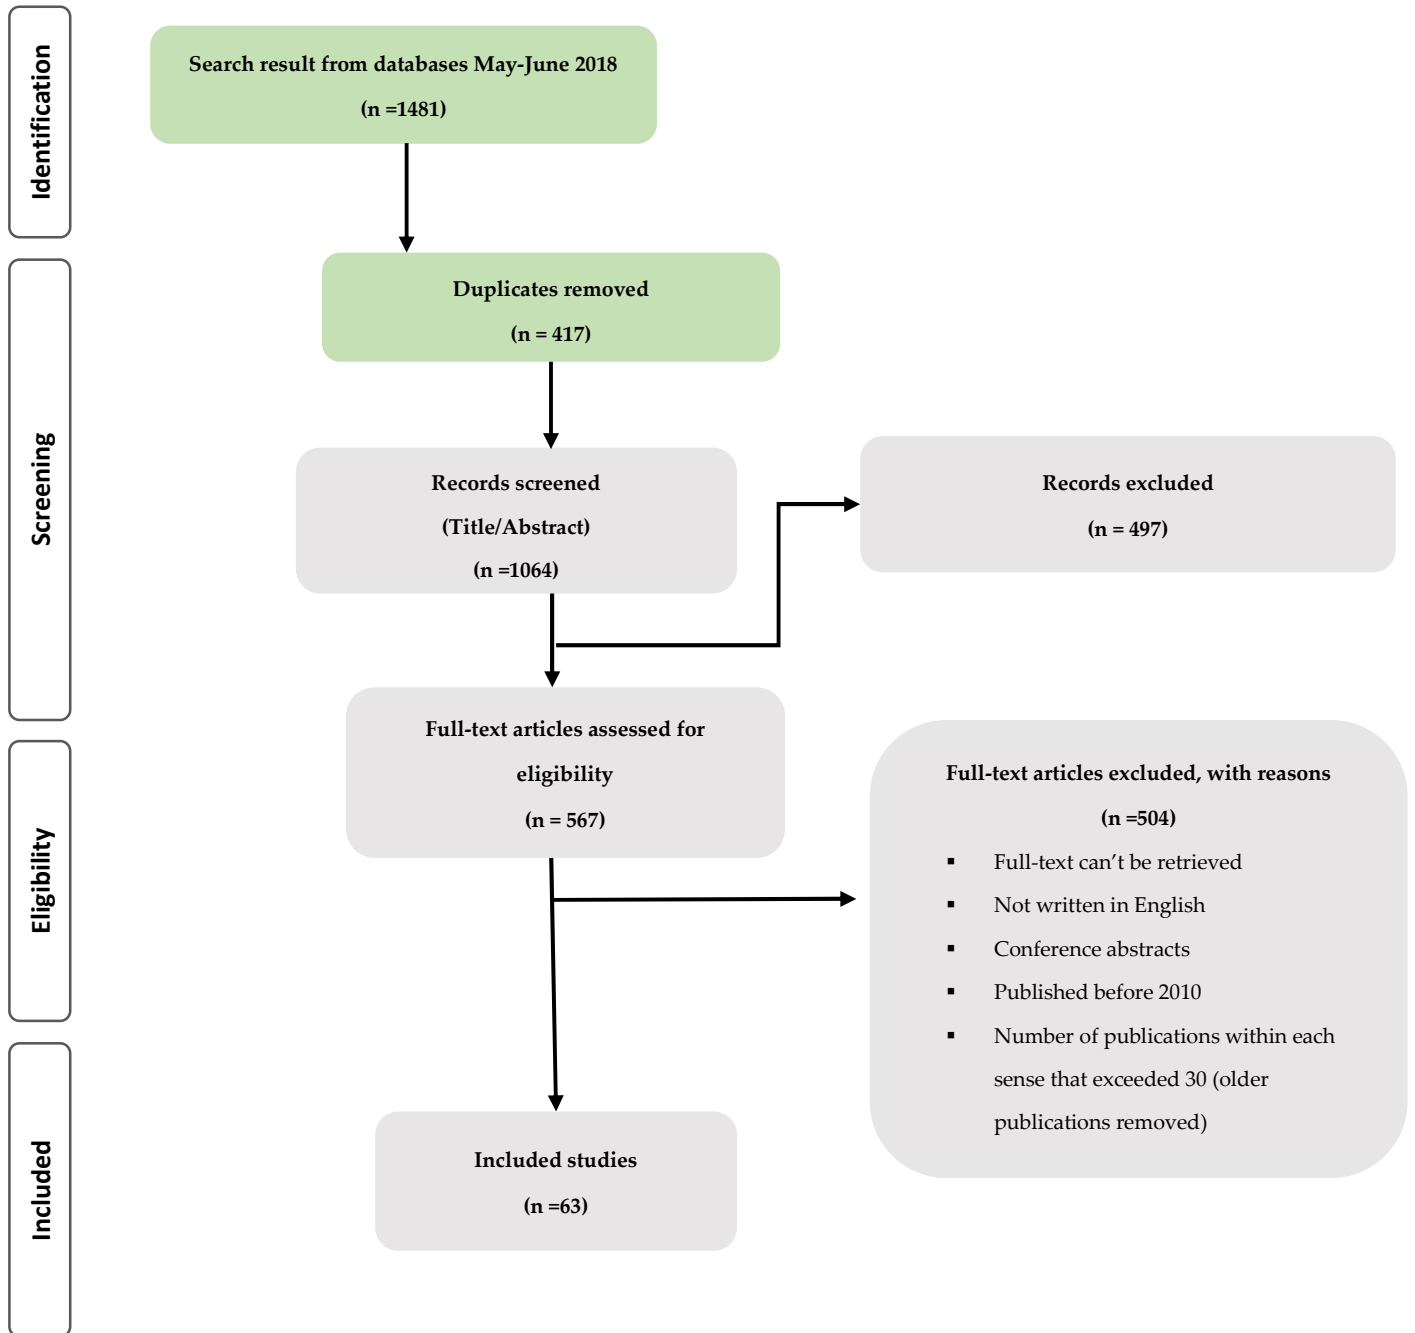 Identification
Search result from databases May-June 2018
(n =1481)
Screening
Duplicates removed
(n = 417)
Records screened
(Title/Abstract)
(n =1064)
Records excluded
(n = 497)
Full-text articles assessed for
eligibility
(n = 567)
Eligibility
Full-text articles excluded, with reasons
(n =504)
▪ Full-text can’t be retrieved
▪ Not written in English
▪ Conference abstracts
▪ Published before 2010
▪ Number of publications within each
sense that exceeded 30 (older
publications removed)
Included
Included studies
(n =63)